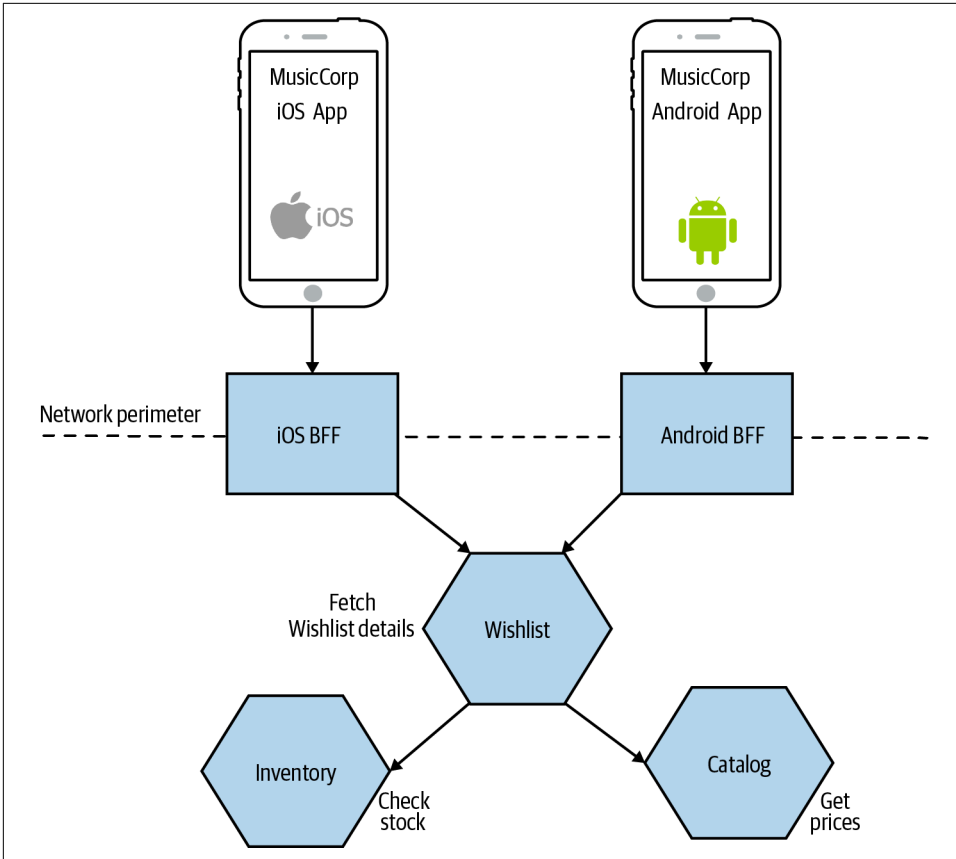 MusicCorp
iOS App
iOS
MusicCorp
Android App
Network perimeter
iOS BFF
Android BFF
Fetch
Wishlist details
Wishlist
Inventory
Check
stock
Catalog
Get
prices